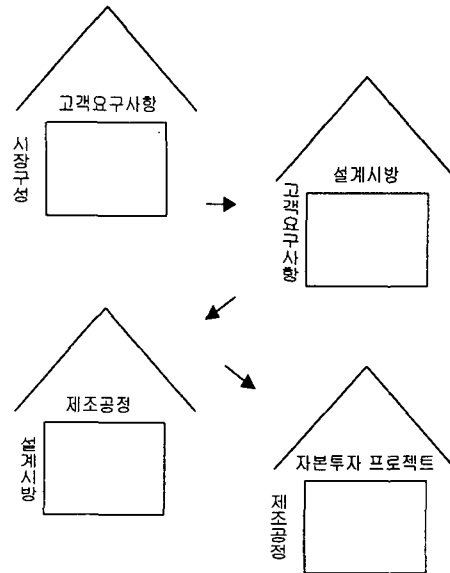 고객요구사항
시장구성
설계시방
고객요구사항
제조공정
설계시방
자본투자 프로젝트
제조공정